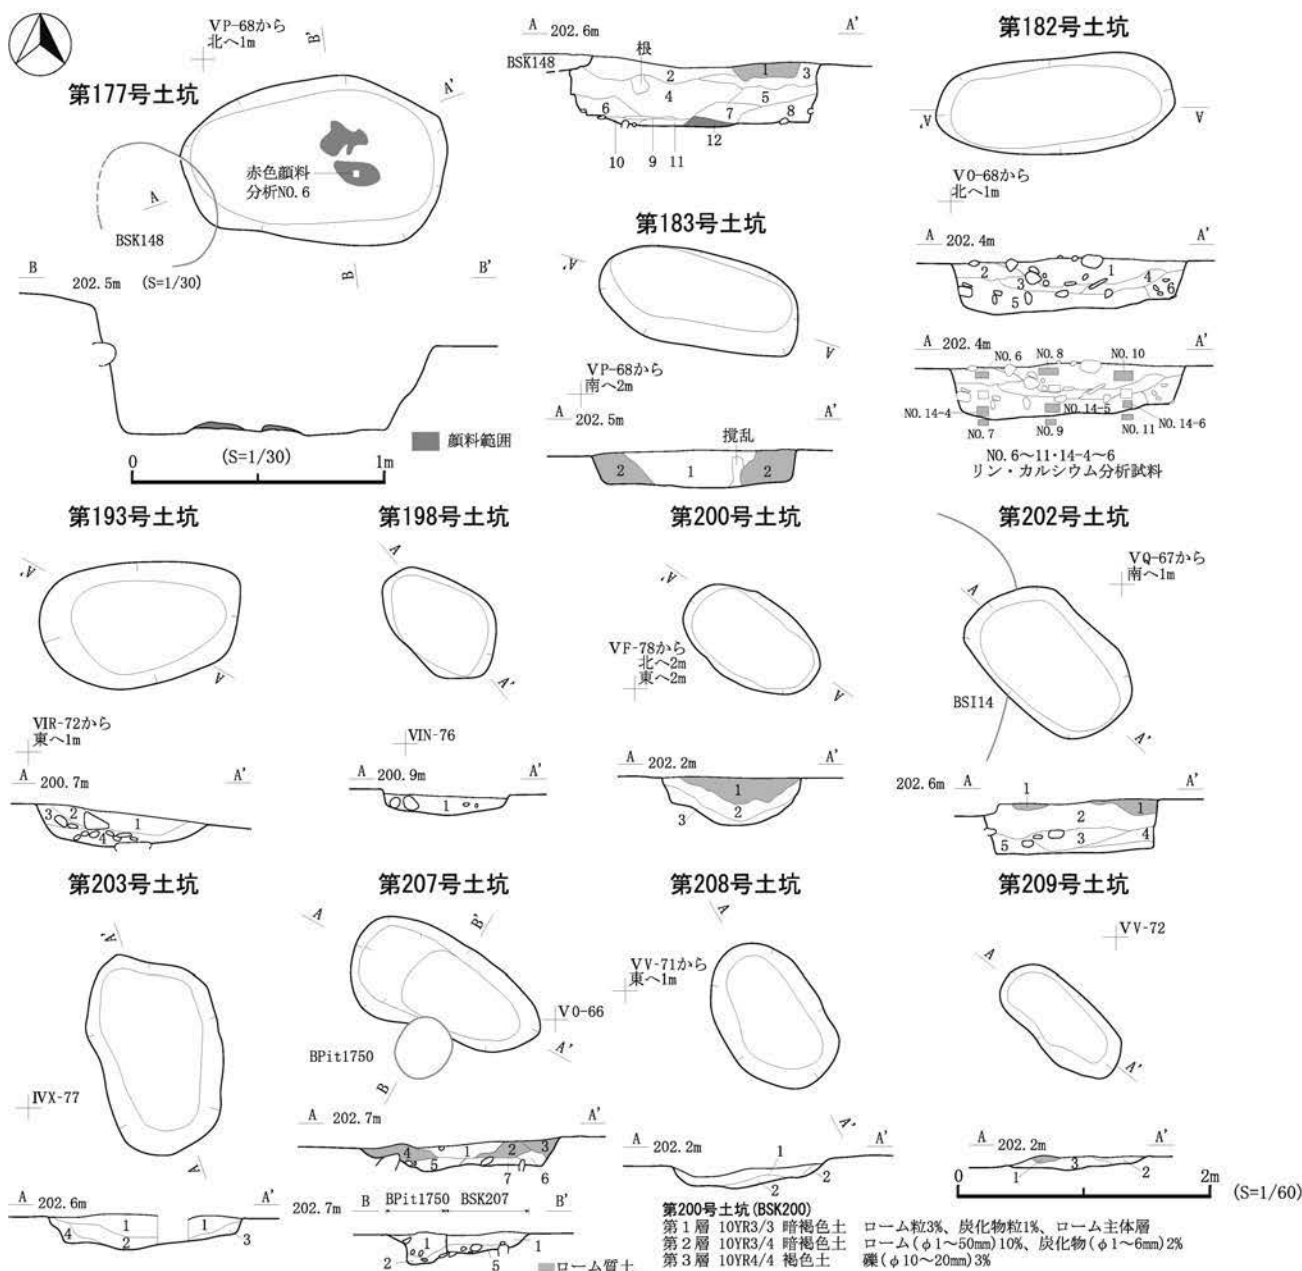 第177号土坑
VP-68から
北へ1m
B'
A'
赤色顔料
分析NO.6
A
BSK148
B
B
202.5m (S=1/30)
B'
顔料範囲
0
(S=1/30)
1m
A
202.6m
A'
BSK148
根
1
3
2
4
5
6
7
8
10
9
11
12
第183号土坑
A'
A
VP-68から
南へ2m
A
202.5m
A'
撹乱
2
1
2
第182号土坑
A'
A
VO-68から
北へ1m
A
202.4m
A'
2
1
3
4
5
6
A
202.4m
A'
NO.6
NO.8
NO.10
NO.14-4
NO.14-5
NO.14-6
NO.7
NO.9
NO.11
NO.6~11・14-4~6
リン・カルシウム分析試料
第193号土坑
A'
A
VIR-72から
東へ1m
A
200.7m
A'
3
2
1
4
第198号土坑
A
A'
VIN-76
A
200.9m
A'
1
第200号土坑
A'
A
VF-78から
北へ2m
東へ2m
A
202.2m
A'
1
2
3
第202号土坑
VQ-67から
南へ1m
A
BSI14
A'
202.6m
A
A'
1
1
2
3
4
5
第203号土坑
A'
IVX-77
A
A
202.6m
A'
4
1
1
2
3
第207号土坑
A
B'
VO-66
BPit1750
A'
B
A
202.7m
A'
4
1
2
3
5
7
6
202.7m
B
BPit1750
BSK207
B'
1
1
2
5
ローム質土
第208号土坑
A
VV-71から
東へ1m
A'
A
202.2m
A'
1
2
2
第209号土坑
VV-72
A
A'
A
202.2m
A'
1
3
2
0
2m
(S=1/60)
第200号土坑(BSK200)
第1層 10YR3/3 暗褐色土 ローム粒3%、炭化物粒1%、ローム主体層
第2層 10YR3/4 暗褐色土 ローム(φ1~50mm)10%、炭化物(φ1~6mm)2%
第3層 10YR4/4 褐色土 礫(φ10~20mm)3%